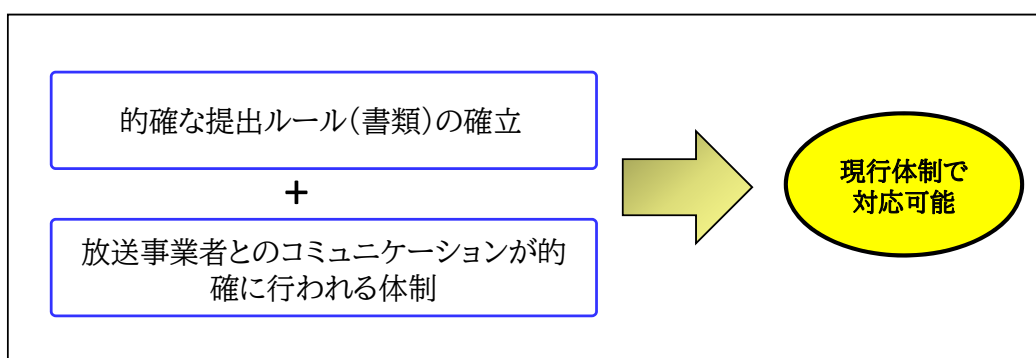 的確な提出ルール（書類）の確立
+
放送事業者とのコミュニケーションが的
確に行われる体制
現行体制で
対応可能